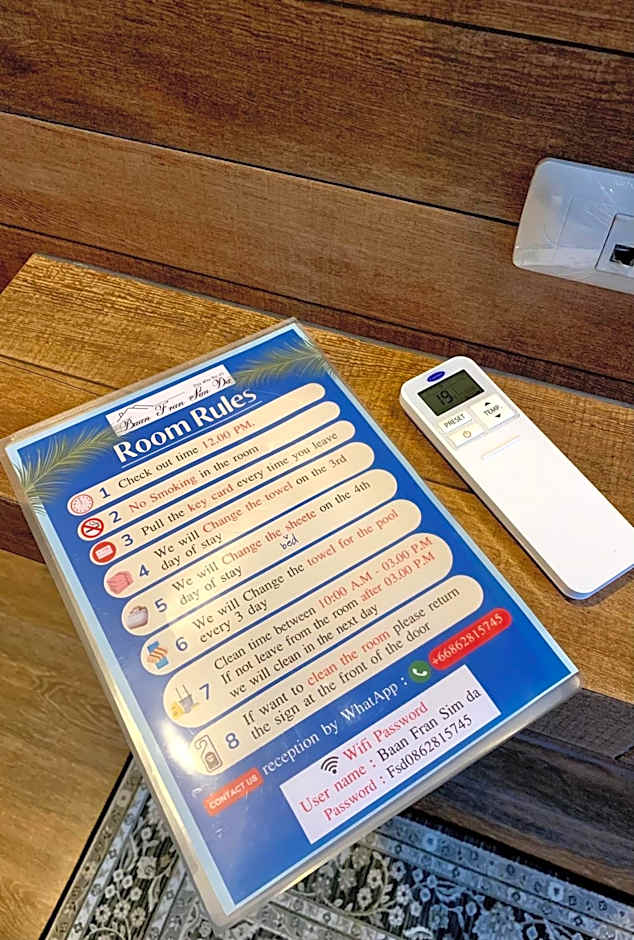 Baan Fran Sim Da
Room Rules
1 Check out time 12.00 PM.
2 No Smoking in the room
3 Pull the key card every time you leave
4 We will Change the towel on the 3rd
day of stay
5 We will Change the sheete on the 4th
day of stay
bed
6 We will Change the towel for the pool
every 3 day
7 Clean time between 10:00 A.M - 03.00 P.M
If not leave from the room after 03.00 P.M
we will clean in the next day
8 If want to clean the room please return
the sign at the front of the door
CONTACT US reception by WhatApp : +66862815745
Wifi Password
User name : Baan Fran Sim da
Password : Fsd0862815745
19
PRESET
TEMP